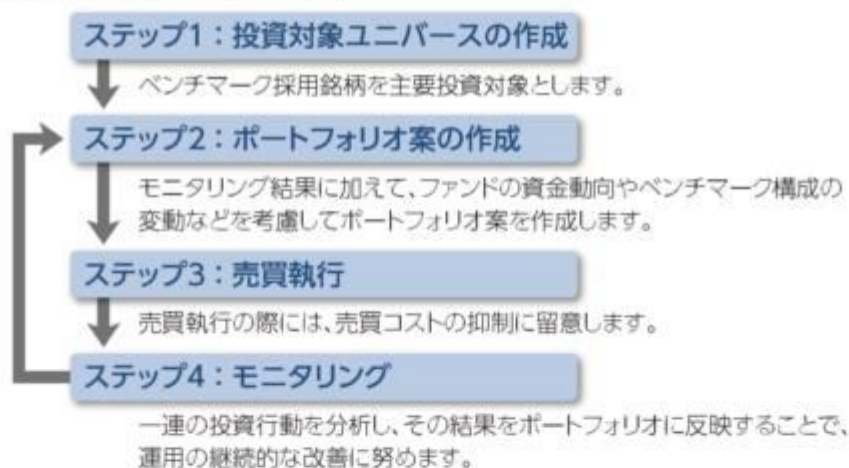 ステップ1：投資対象ユニバースの作成
ベンチマーク採用銘柄を主要投資対象とします。
ステップ2：ポートフォリオ案の作成
モニタリング結果に加えて、ファンドの資金動向やベンチマーク構成の
変動などを考慮してポートフォリオ案を作成します。
ステップ3：売買執行
売買執行の際には、売買コストの抑制に留意します。
ステップ4：モニタリング
一連の投資行動を分析し、その結果をポートフォリオに反映することで、
運用の継続的な改善に努めます。